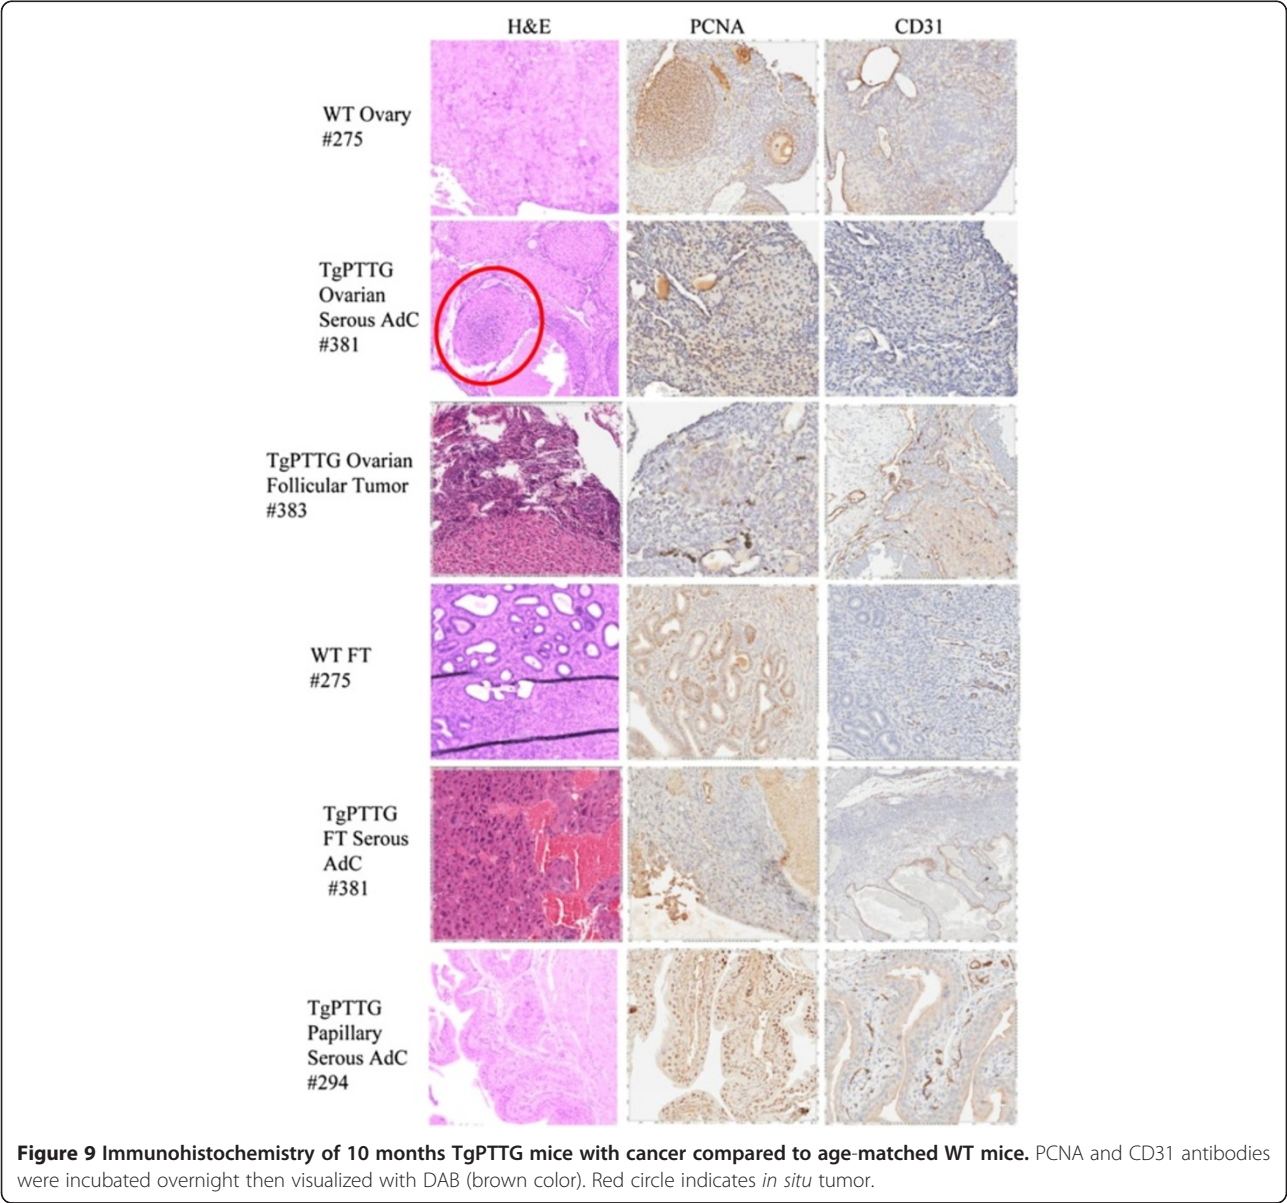 H&E PCNA CD31
WT Ovary
#275
TgPTTG
Ovarian
Serous AdC
#381
TgPTTG Ovarian
Follicular Tumor
#383
WT FT
#275
TgPTTG
FT Serous
AdC
#381
TgPTTG
Papillary
Serous AdC
#294
Figure 9 Immunohistochemistry of 10 months TgPTTG mice with cancer compared to age-matched WT mice. PCNA and CD31 antibodies
were incubated overnight then visualized with DAB (brown color). Red circle indicates in situ tumor.